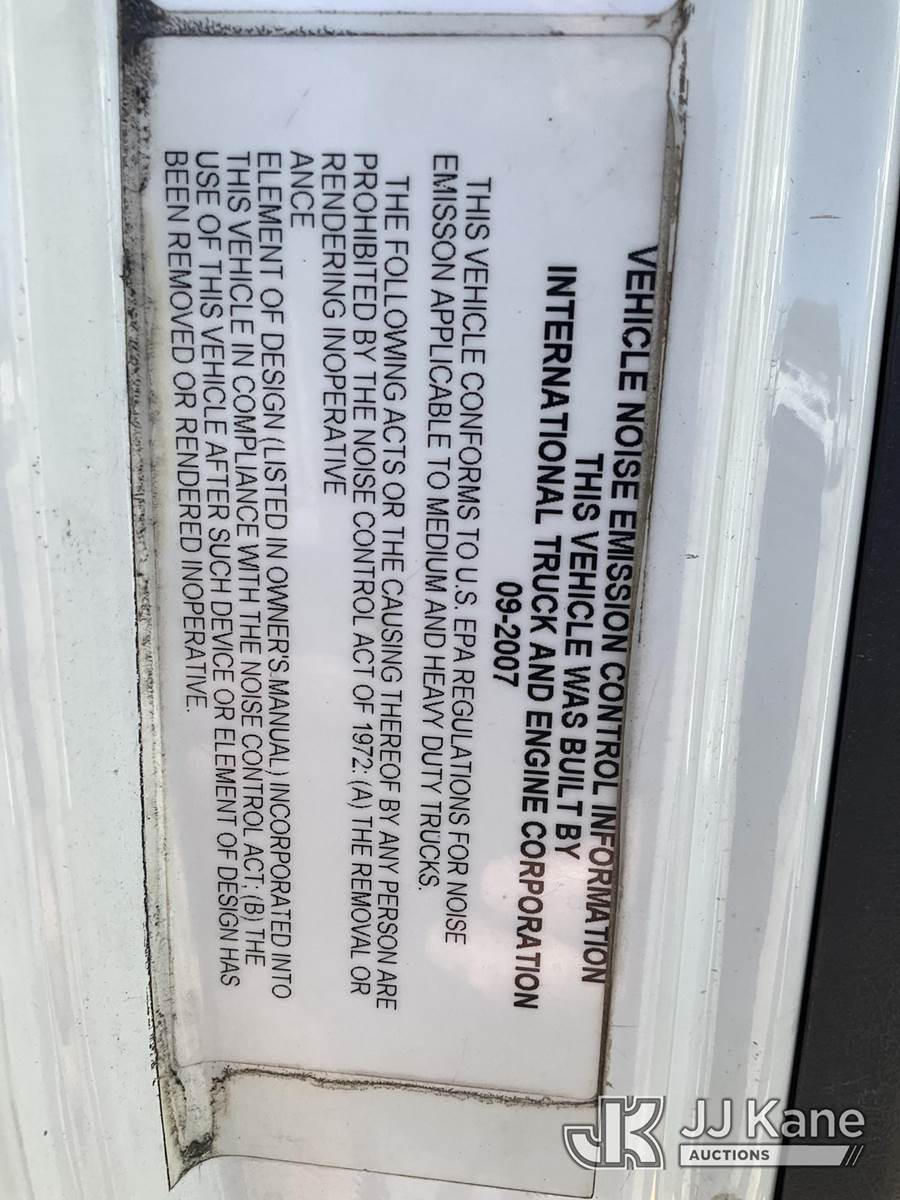 VEHICLE NOISE EMISSION CONTROL INFORMATION
THIS VEHICLE WAS BUILT BY
INTERNATIONAL TRUCK AND ENGINE CORPORATION
09-2007
THIS VEHICLE CONFORMS TO U.S. EPA REGULATIONS FOR NOISE
EMISSON APPLICABLE TO MEDIUM AND HEAVY DUTY TRUCKS.
THE FOLLOWING ACTS OR THE CAUSING THEREOF BY ANY PERSON ARE
PROHIBITED BY THE NOISE CONTROL ACT OF 1972: (A) THE REMOVAL OR
RENDERING INOPERATIVE
ANCE
ELEMENT OF DESIGN (LISTED IN OWNER'S MANUAL) INCORPORATED INTO
THIS VEHICLE IN COMPLIANCE WITH THE NOISE CONTROL ACT; (B) THE
USE OF THIS VEHICLE AFTER SUCH DEVICE OR ELEMENT OF DESIGN HAS
BEEN REMOVED OR RENDERED INOPERATIVE.
JK JJ Kane
AUCTIONS